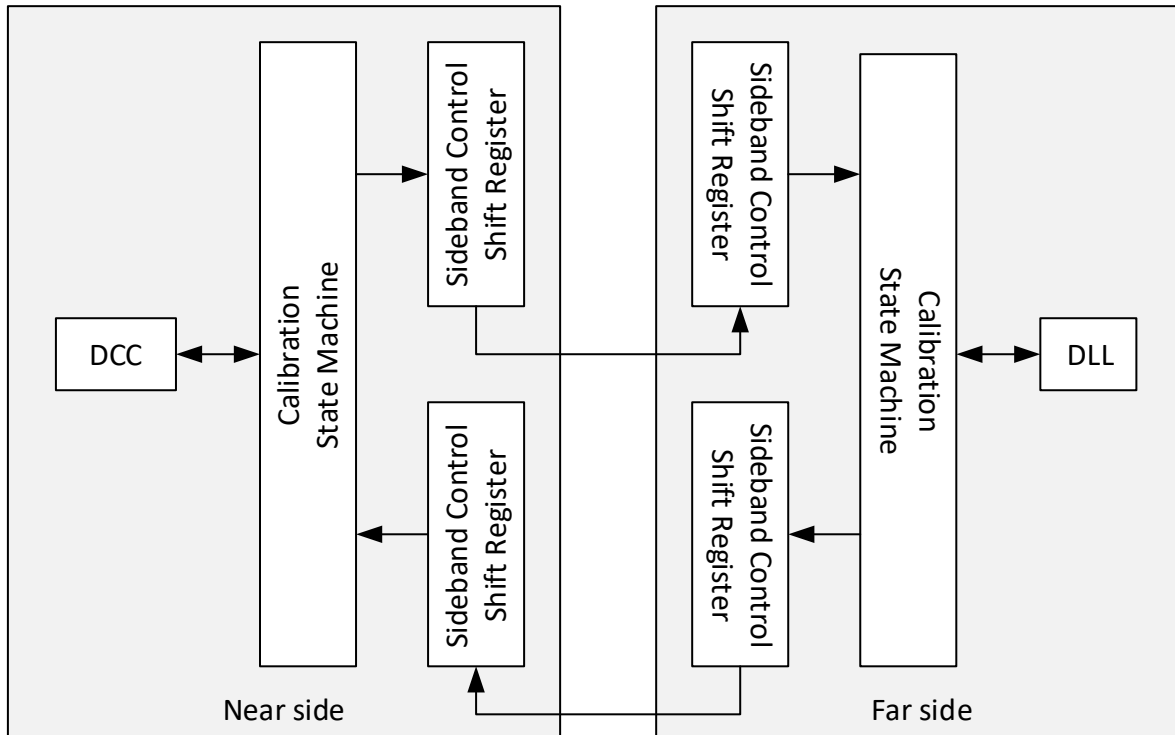 DCC
Calibration
State Machine
Sideband Control
Shift Register
Sideband Control
Shift Register
Near side
Sideband Control
Shift Register
Sideband Control
Shift Register
Calibration
State Machine
DLL
Far side